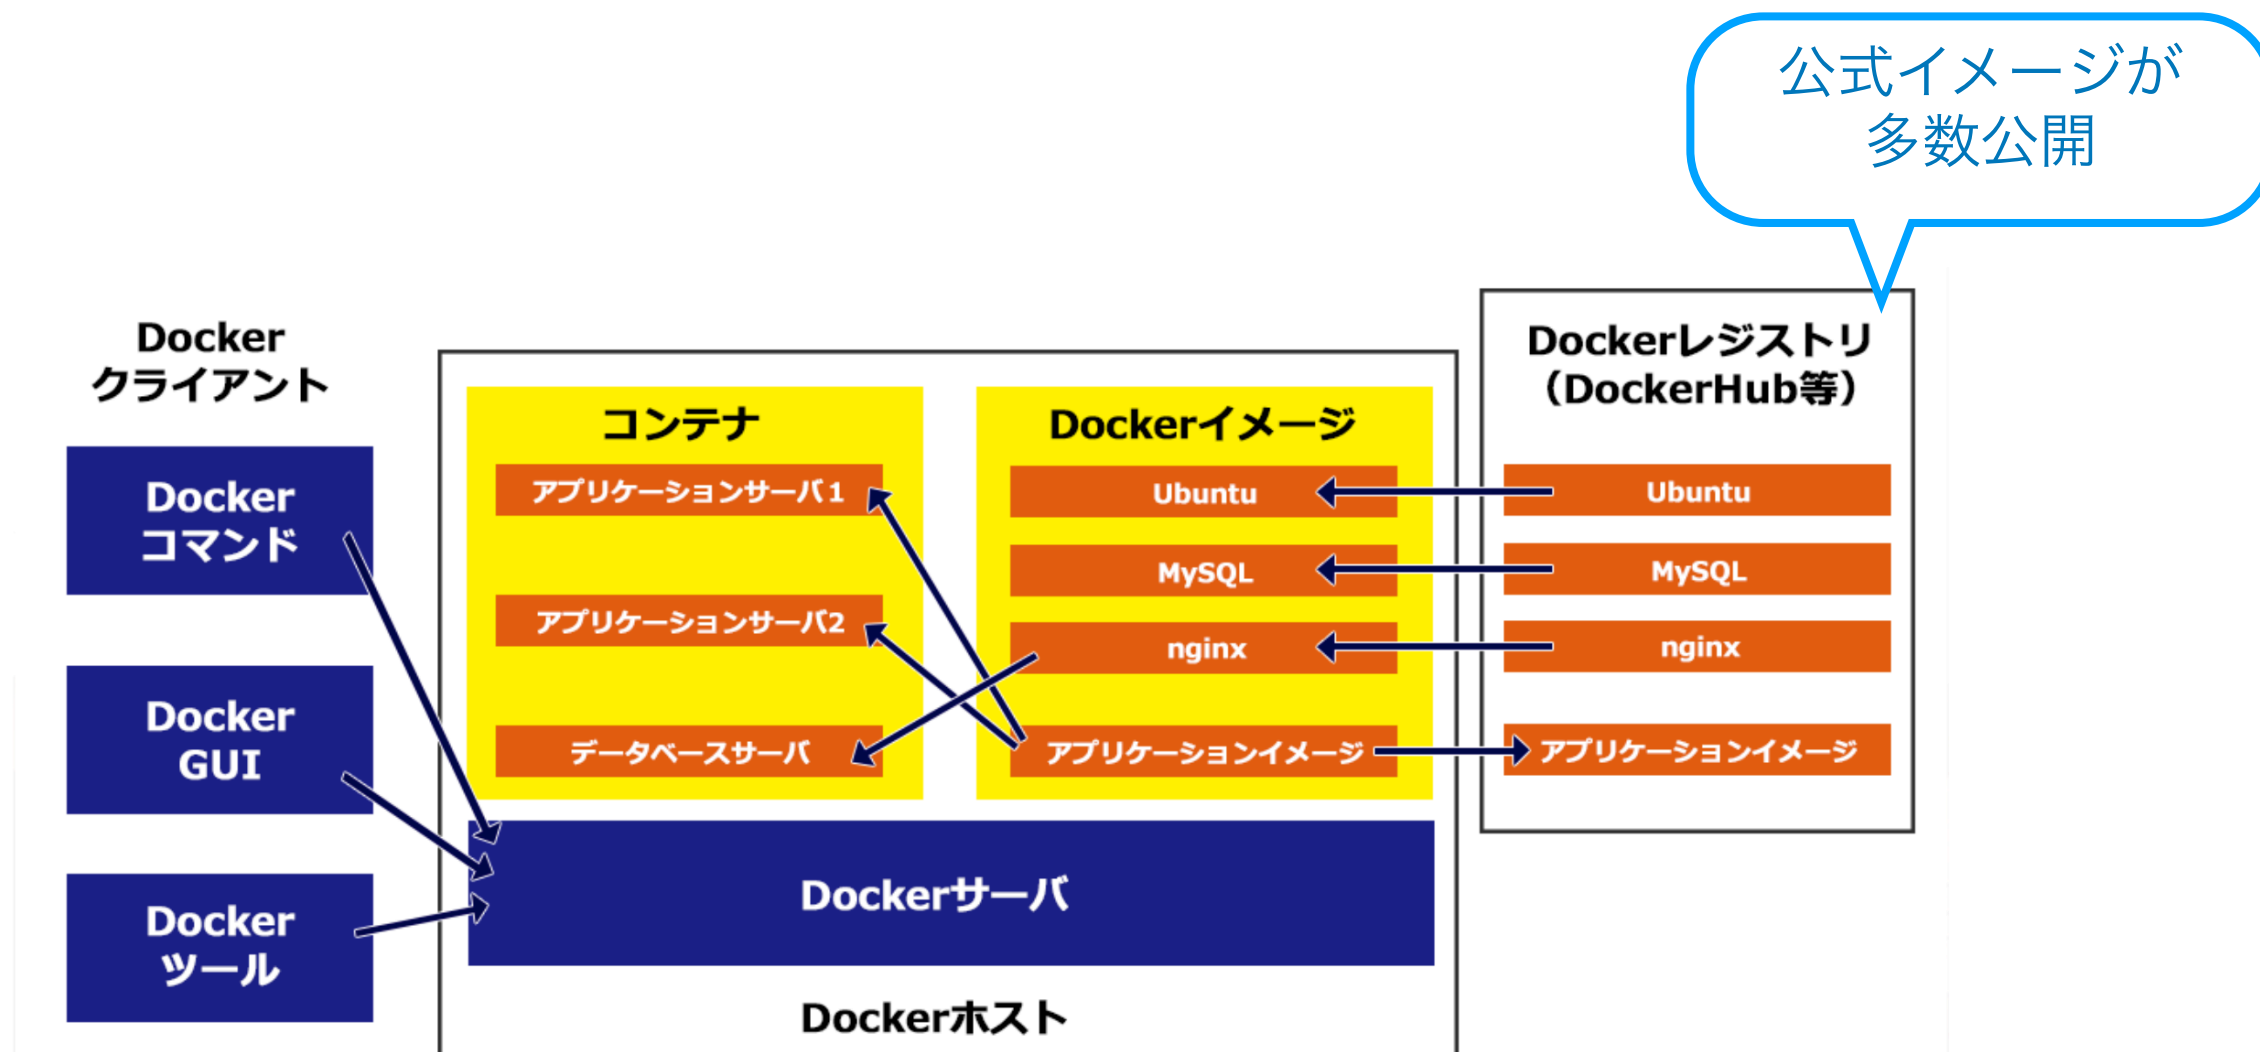 公式イメージが
多数公開
Docker
クライアント
Docker
コマンド
Docker
GUI
Docker
ツール
コンテナ
アプリケーションサーバ1
アプリケーションサーバ2
データベースサーバ
Dockerイメージ
Ubuntu
MySQL
nginx
アプリケーションイメージ
Dockerサーバ
Dockerホスト
Dockerレジストリ
（DockerHub等）
Ubuntu
MySQL
nginx
アプリケーションイメージ